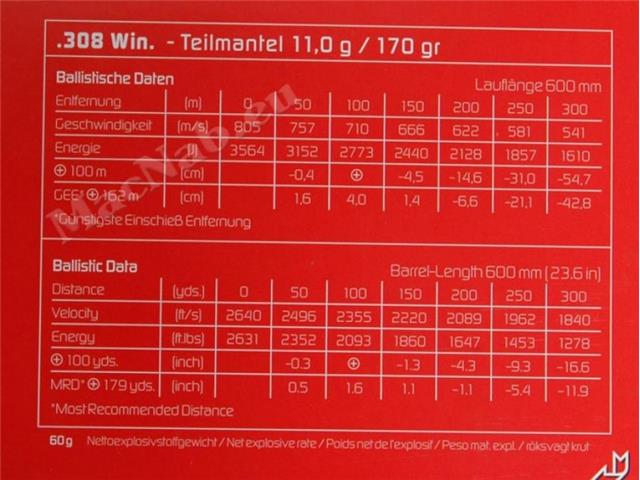 .308 Win. - Teilmantel 11,0 g / 170 gr
Ballistische Daten Lauflänge 600 mm
Entfernung (m) 0 50 100 150 200 250 300
Geschwindigkeit (m/s) 805 757 710 666 622 581 541
Energie (J) 3564 3152 2773 2440 2128 1857 1610
⊕ 100 m (cm) -0,4 ⊕ -4,5 -14,6 -31,0 -54,7
GEE* ⊕ 162 m (cm) 1,6 4,0 1,4 -6,6 -21,1 -42,8
*Günstigste Einschieß Entfernung
MacNab.eu
Ballistic Data Barrel-Length 600 mm (23.6 in)
Distance (yds.) 0 50 100 150 200 250 300
Velocity (ft/s) 2640 2496 2355 2220 2089 1962 1840
Energy (ft.lbs) 2631 2352 2093 1860 1647 1453 1278
⊕ 100 yds. (inch) -0.3 ⊕ -1.3 -4.3 -9.3 -16.6
MRD* ⊕ 179 yds. (inch) 0.5 1.6 1.1 -1.1 -5.4 -11.9
*Most Recommended Distance
60 g Nettoexplosivstoffgewicht / Net explosive rate / Poids net de l'explosif / Peso mat. expl. / röksvagt krut